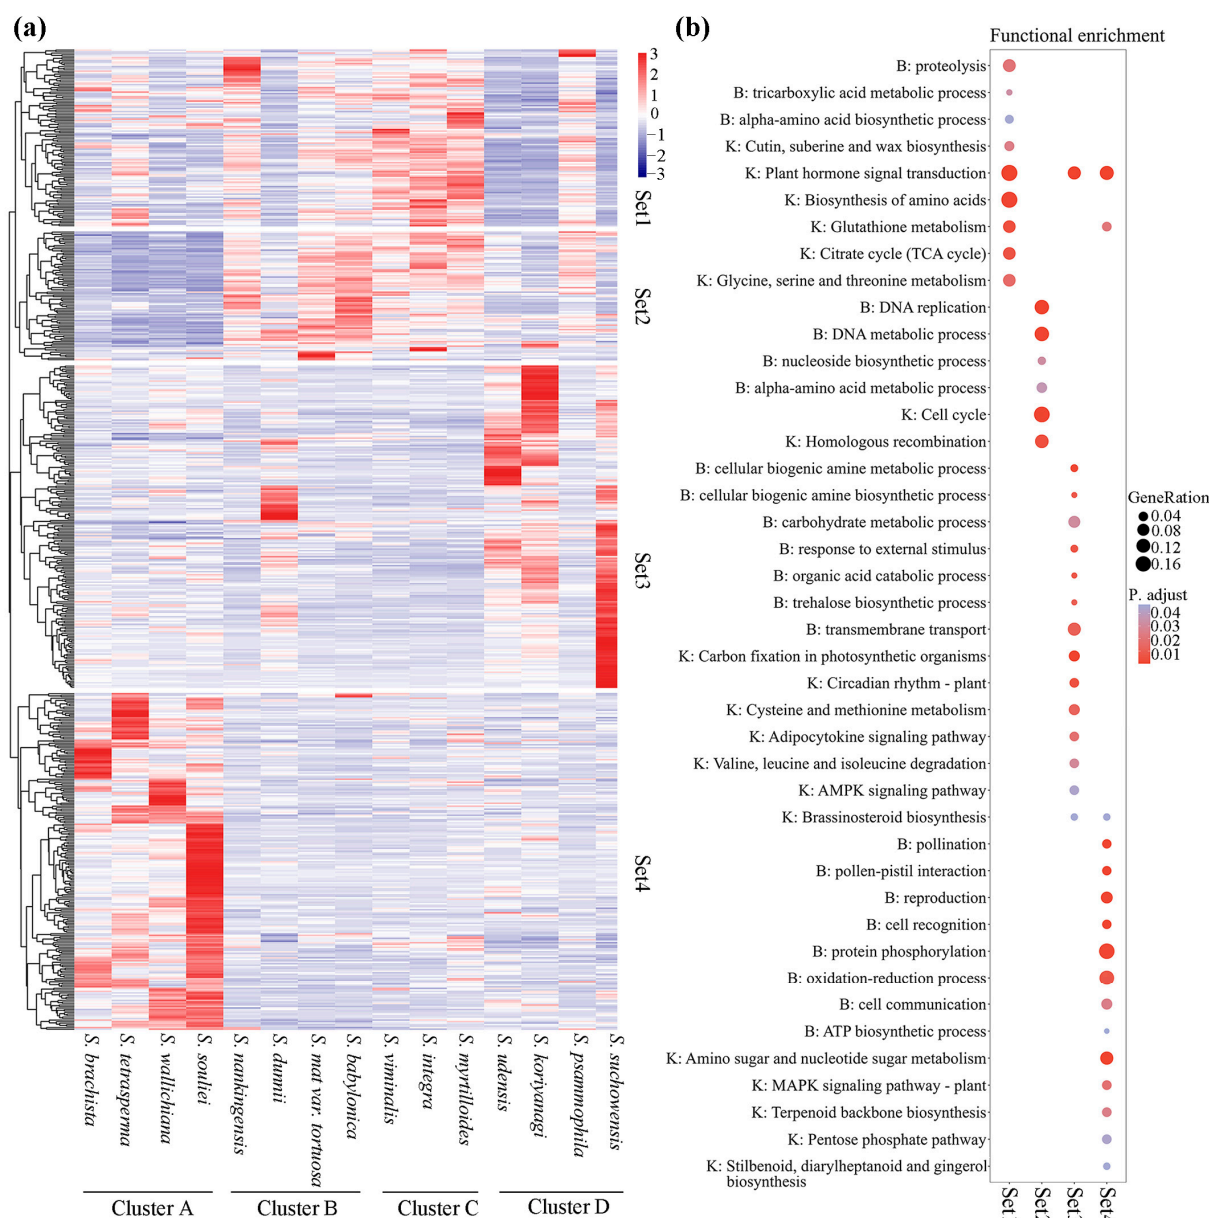 (a)
3
2
1
0
−1
−2
−3
Set1
Set2
Set3
Set4
S. brachista
S. tetrasperma
S. wallichiana
S. souliei
S. nankingensis
S. dunnii
S. mat var. tortuosa
S. babylonica
S. viminalis
S. integra
S. myrtilloides
S. udensis
S. koriyanagi
S. psammophila
S. suchowensis
Cluster A
Cluster B
Cluster C
Cluster D
(b)
Functional enrichment
B: proteolysis
B: tricarboxylic acid metabolic process
B: alpha-amino acid biosynthetic process
K: Cutin, suberine and wax biosynthesis
K: Plant hormone signal transduction
K: Biosynthesis of amino acids
K: Glutathione metabolism
K: Citrate cycle (TCA cycle)
K: Glycine, serine and threonine metabolism
B: DNA replication
B: DNA metabolic process
B: nucleoside biosynthetic process
B: alpha-amino acid metabolic process
K: Cell cycle
K: Homologous recombination
B: cellular biogenic amine metabolic process
B: cellular biogenic amine biosynthetic process
B: carbohydrate metabolic process
B: response to external stimulus
B: organic acid catabolic process
B: trehalose biosynthetic process
B: transmembrane transport
K: Carbon fixation in photosynthetic organisms
K: Circadian rhythm - plant
K: Cysteine and methionine metabolism
K: Adipocytokine signaling pathway
K: Valine, leucine and isoleucine degradation
K: AMPK signaling pathway
K: Brassinosteroid biosynthesis
B: pollination
B: pollen-pistil interaction
B: reproduction
B: cell recognition
B: protein phosphorylation
B: oxidation-reduction process
B: cell communication
B: ATP biosynthetic process
K: Amino sugar and nucleotide sugar metabolism
K: MAPK signaling pathway - plant
K: Terpenoid backbone biosynthesis
K: Pentose phosphate pathway
K: Stilbenoid, diarylheptanoid and gingerol
biosynthesis
Set1
Set2
Set3
Set4
GeneRation
0.04
0.08
0.12
0.16
P. adjust
0.04
0.03
0.02
0.01